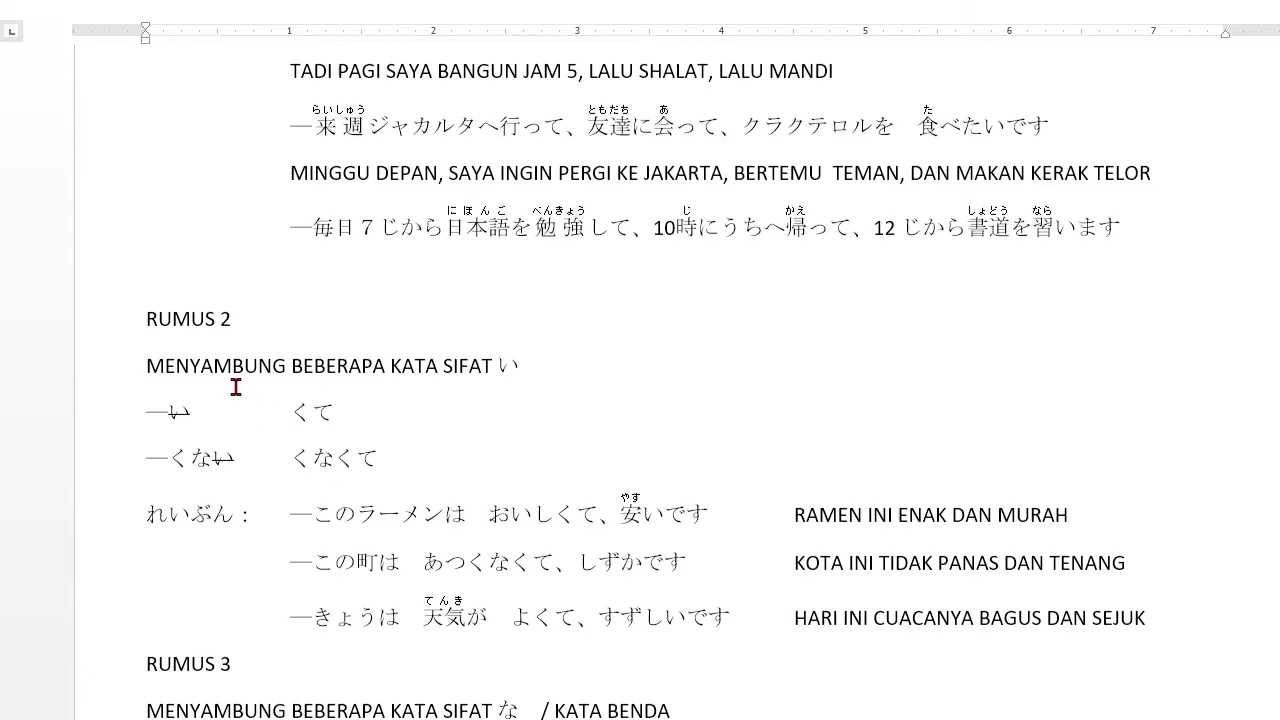 1 2 3 4 5 6 7
TADI PAGI SAYA BANGUN JAM 5, LALU SHALAT, LALU MANDI
らいしゅう ともだち あ た
—来週ジャカルタへ行って、友達に会って、クラクテロルを　食べたいです
MINGGU DEPAN, SAYA INGIN PERGI KE JAKARTA, BERTEMU  TEMAN, DAN MAKAN KERAK TELOR
にほんご べんきょう じ かえ しょどう なら
—毎日７じから日本語を勉強して、10時にうちへ帰って、12 じから書道を習います
RUMUS 2
MENYAMBUNG BEBERAPA KATA SIFAT い
—い くて
—くない くなくて
やす
れいぶん： —このラーメンは　おいしくて、安いです RAMEN INI ENAK DAN MURAH
—この町は　あつくなくて、しずかです KOTA INI TIDAK PANAS DAN TENANG
てんき
—きょうは　天気が　よくて、すずしいです HARI INI CUACANYA BAGUS DAN SEJUK
RUMUS 3
MENYAMBUNG BEBERAPA KATA SIFAT な　/ KATA BENDA